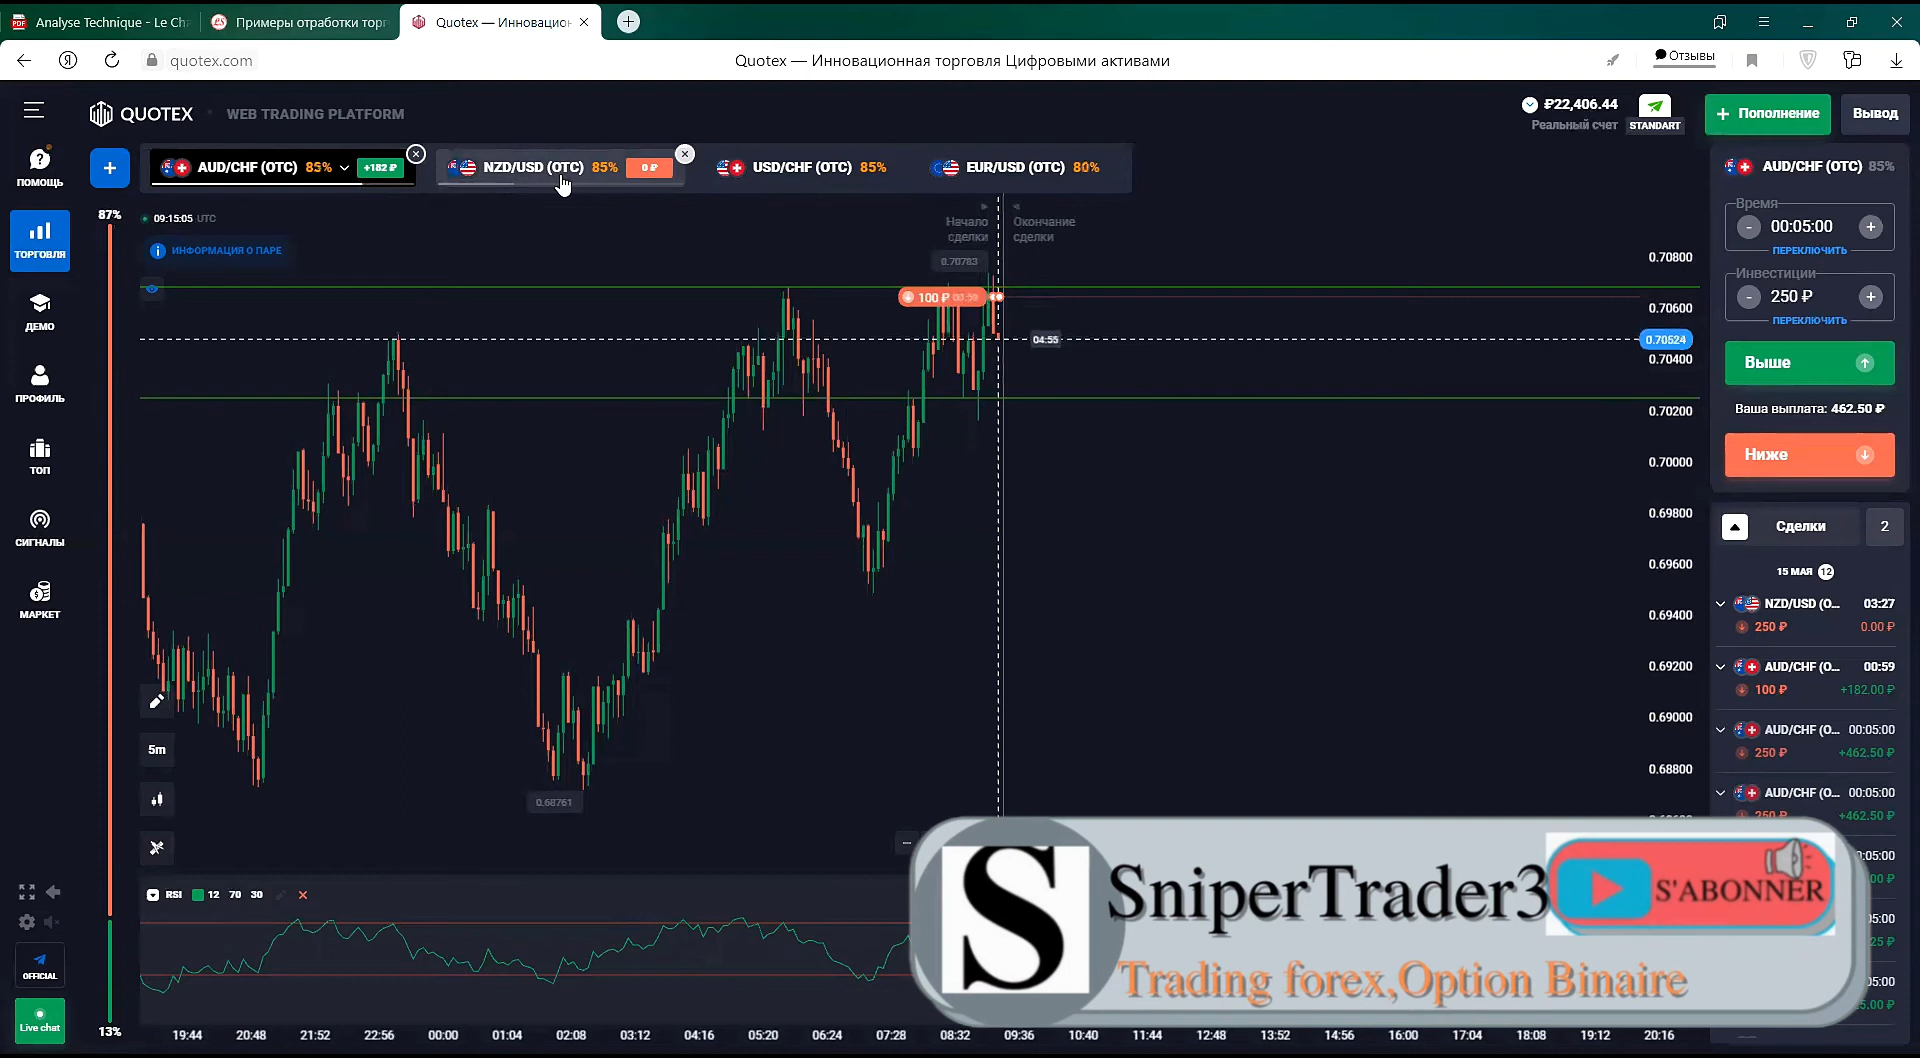 Analyse Technique - Le Cha
Примеры отработки торг
Quotex — Инновацион
quotex.com
Quotex — Инновационная торговля Цифровыми активами
Отзывы
QUOTEX
WEB TRADING PLATFORM
₽22,406.44
Реальный счет
STANDART
+ Пополнение
Вывод
AUD/CHF (OTC) 85% +182 ₽
NZD/USD (OTC) 85% 0 ₽
USD/CHF (OTC) 85%
EUR/USD (OTC) 80%
ПОМОЩЬ
ТОРГОВЛЯ
ДЕМО
ПРОФИЛЬ
ТОП
СИГНАЛЫ
МАРКЕТ
OFFICIAL
Live chat
87%
13%
09:15:05 UTC
ИНФОРМАЦИЯ О ПАРЕ
Начало
сделки
Окончание
сделки
0.70783
100 ₽ 00:59
04:55
0.68761
0.70800
0.70600
0.70524
0.70400
0.70200
0.70000
0.69800
0.69600
0.69400
0.69200
0.69000
0.68800
5m
RSI 12 70 30
19:44 20:48 21:52 22:56 00:00 01:04 02:08 03:12 04:16 05:20 06:24 07:28 08:32 09:36 10:40 11:44 12:48 13:52 14:56 16:00 17:04 18:08 19:12 20:16
AUD/CHF (OTC) 85%
Время
- 00:05:00 +
ПЕРЕКЛЮЧИТЬ
Инвестиции
- 250 ₽ +
ПЕРЕКЛЮЧИТЬ
Выше
Ваша выплата: 462.50 ₽
Ниже
Сделки 2
15 МАЯ 12
NZD/USD (O... 03:27
250 ₽ 0.00 ₽
AUD/CHF (O... 00:59
100 ₽ +182.00 ₽
AUD/CHF (O... 00:05:00
250 ₽ +462.50 ₽
AUD/CHF (O... 00:05:00
250 ₽ +462.50 ₽
S
SniperTrader3
S'ABONNER
Trading forex,Option Binaire